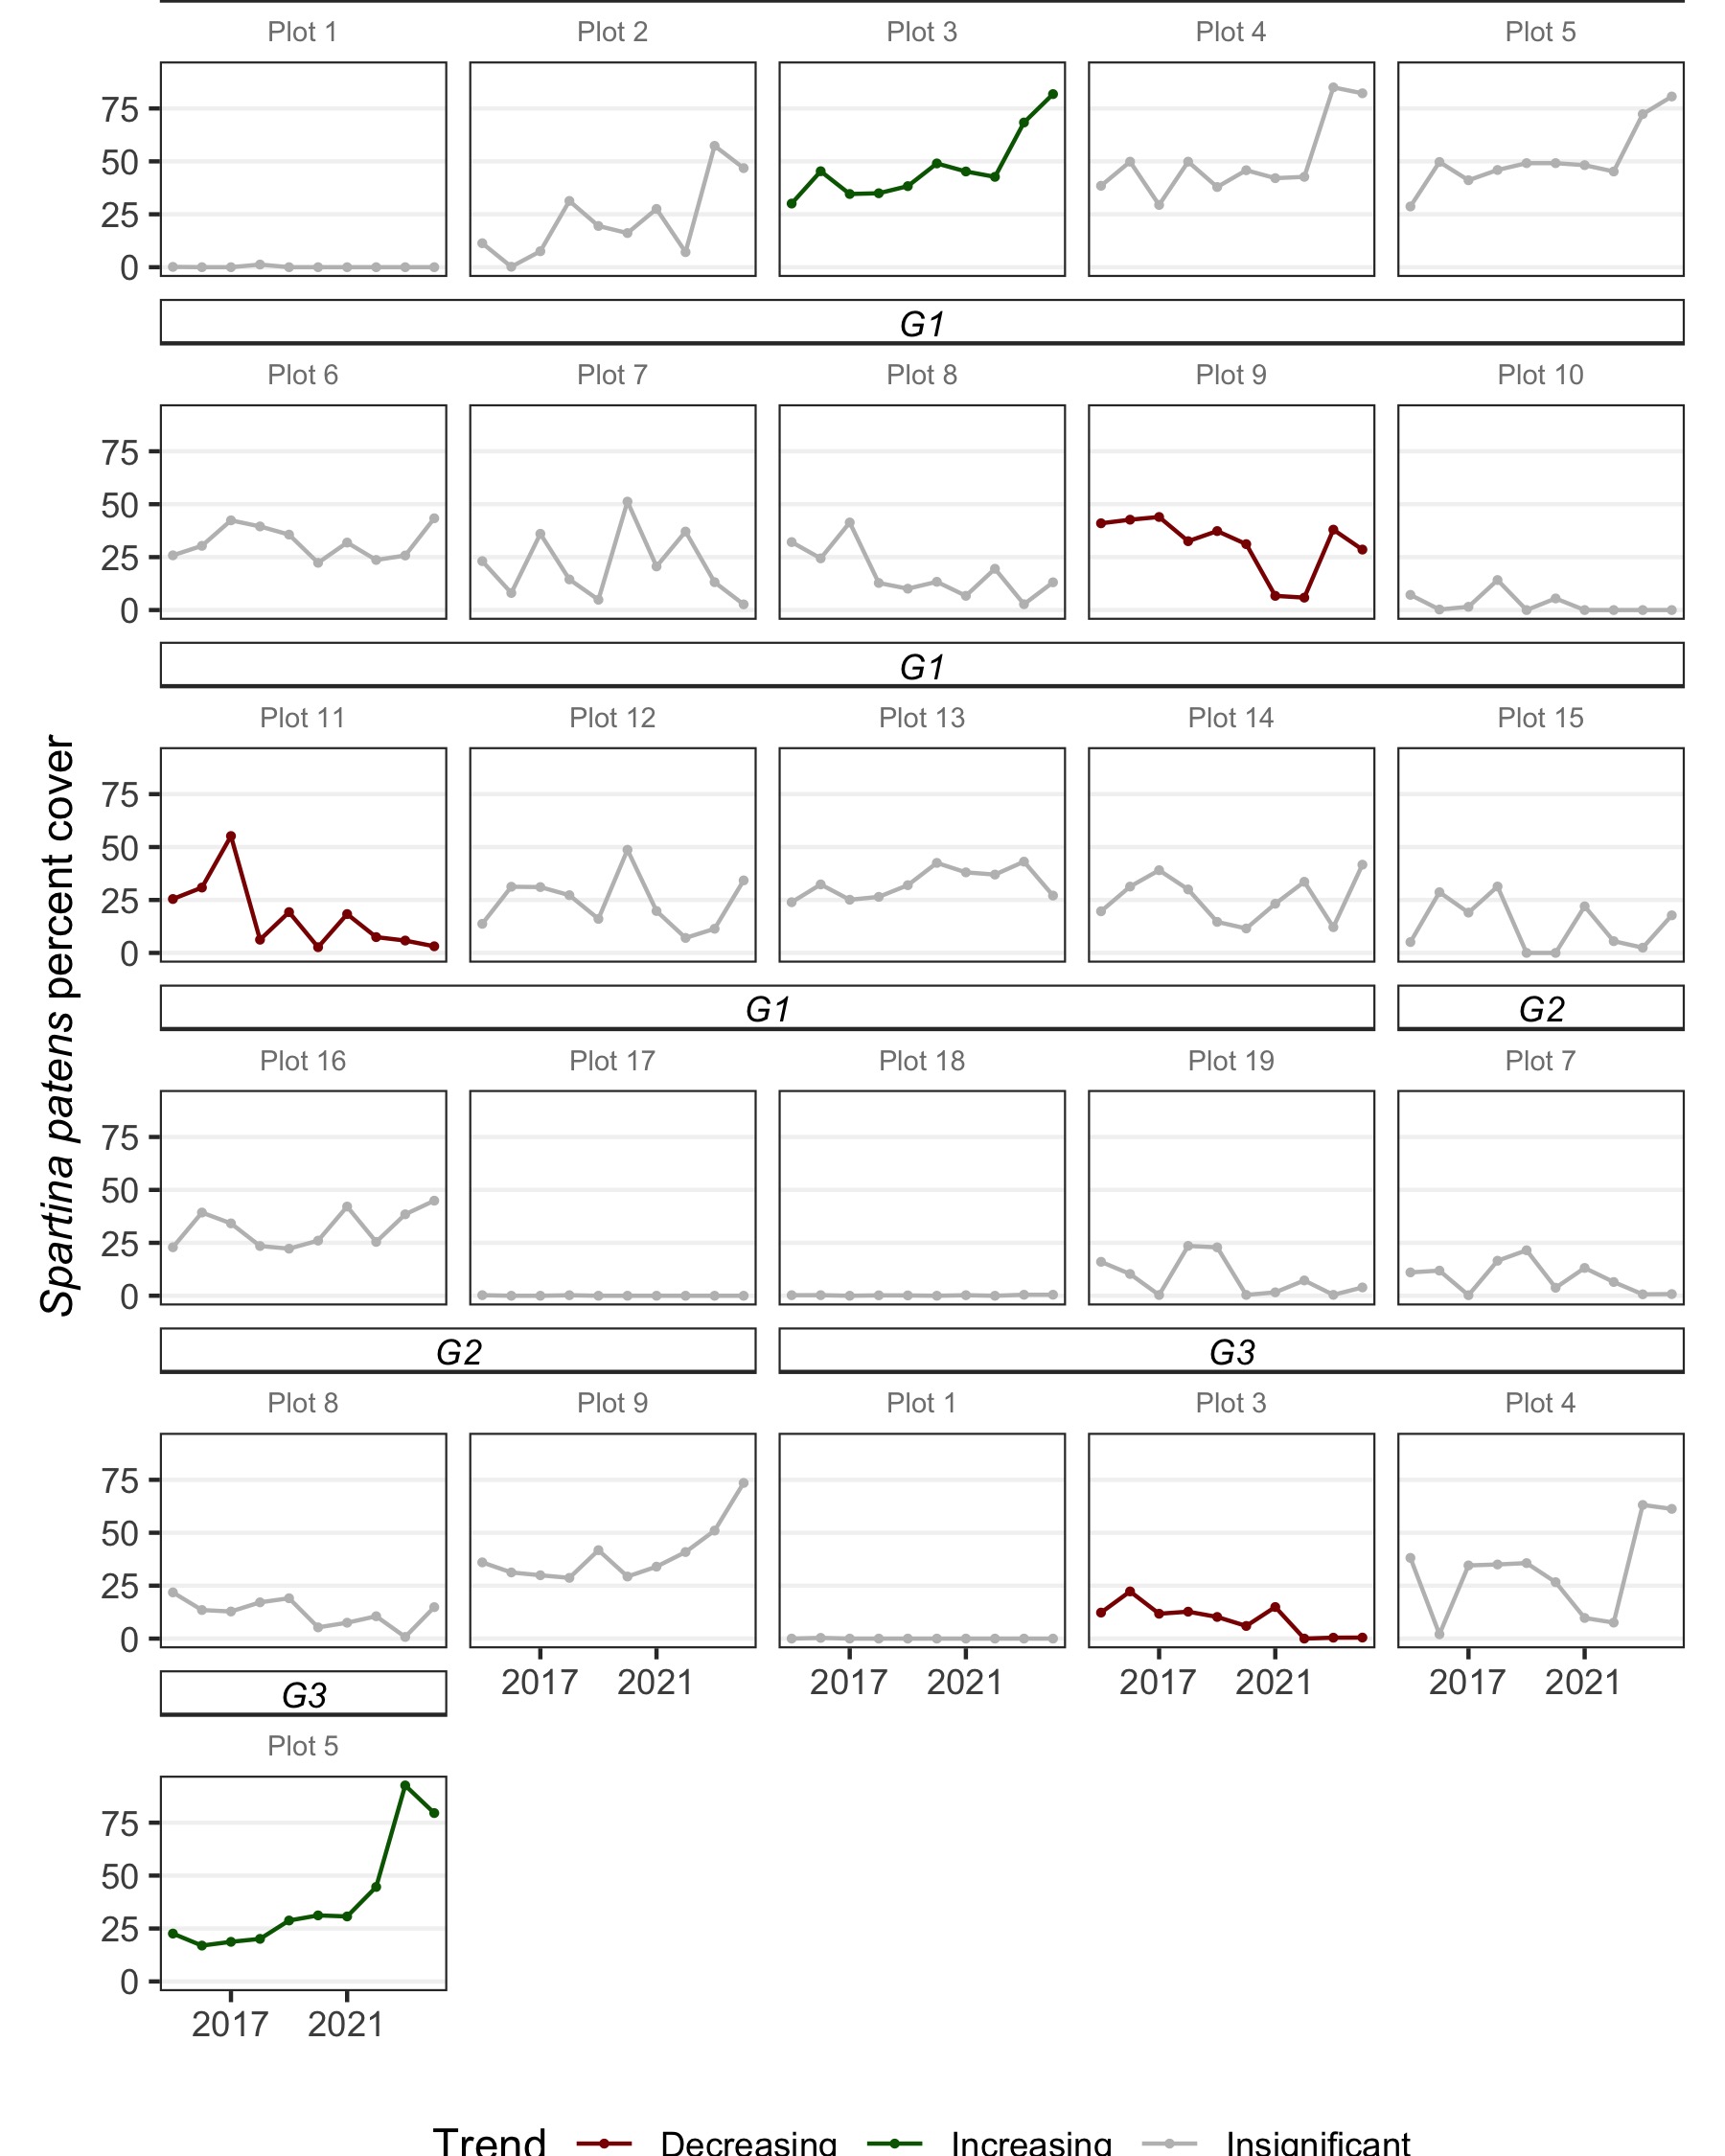 Plot 1 Plot 2 Plot 3 Plot 4 Plot 5
75
50
25
0
G1
Plot 6 Plot 7 Plot 8 Plot 9 Plot 10
75
50
25
0
G1
Plot 11 Plot 12 Plot 13 Plot 14 Plot 15
75
50
25
0
G1 G2
Plot 16 Plot 17 Plot 18 Plot 19 Plot 7
75
50
25
0
G2 G3
Plot 8 Plot 9 Plot 1 Plot 3 Plot 4
75
50
25
0
2017 2021 2017 2021 2017 2021 2017 2021
G3
Plot 5
75
50
25
0
2017 2021
Spartina patens percent cover
Trend Decreasing Increasing Insignificant